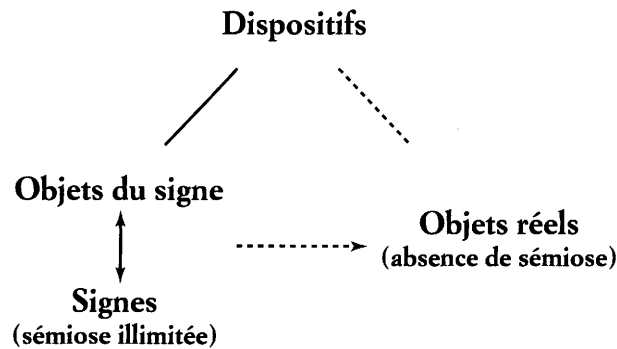 Dispositifs
Objets du signe
Objets réels
(absence de sémiose)
Signes
(sémiose illimitée)